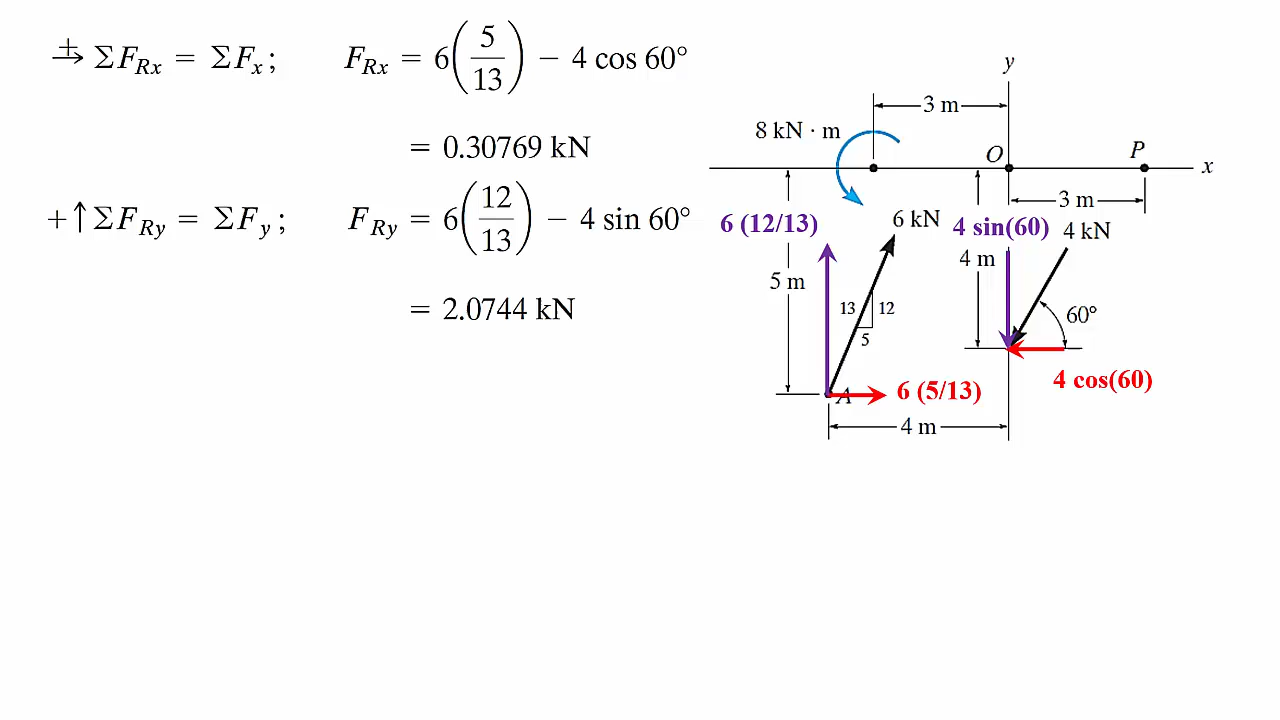 +→ ΣF_Rx = ΣF_x ; F_Rx = 6(5/13) − 4 cos 60°
= 0.30769 kN
+↑ΣF_Ry = ΣF_y ; F_Ry = 6(12/13) − 4 sin 60°
= 2.0744 kN
y
3 m
8 kN · m
O
P
x
3 m
6 (12/13)
6 kN
4 sin(60)
4 kN
4 m
5 m
13
12
5
60°
4 cos(60)
A
6 (5/13)
4 m